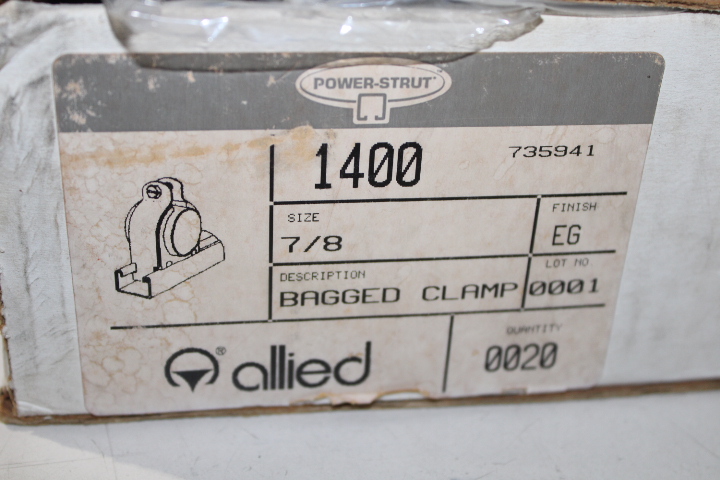 POWER-STRUT
1400 735941
SIZE
7/8
FINISH
EG
DESCRIPTION
BAGGED CLAMP
LOT NO
0001
® allied
QUANTITY
0020